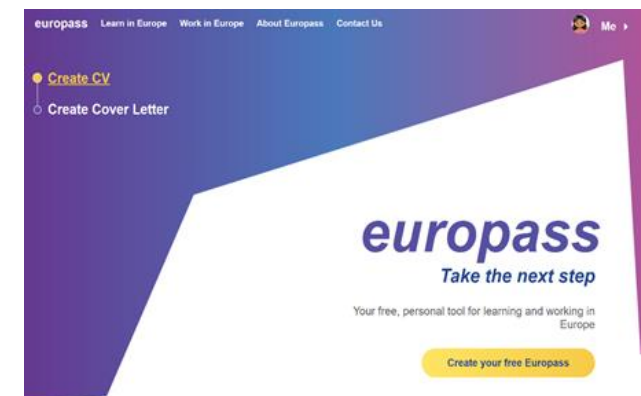 europass Learn in Europe Work in Europe About Europass Contact Us Me
Create CV
Create Cover Letter
europass
Take the next step
Your free, personal tool for learning and working in
Europe
Create your free Europass